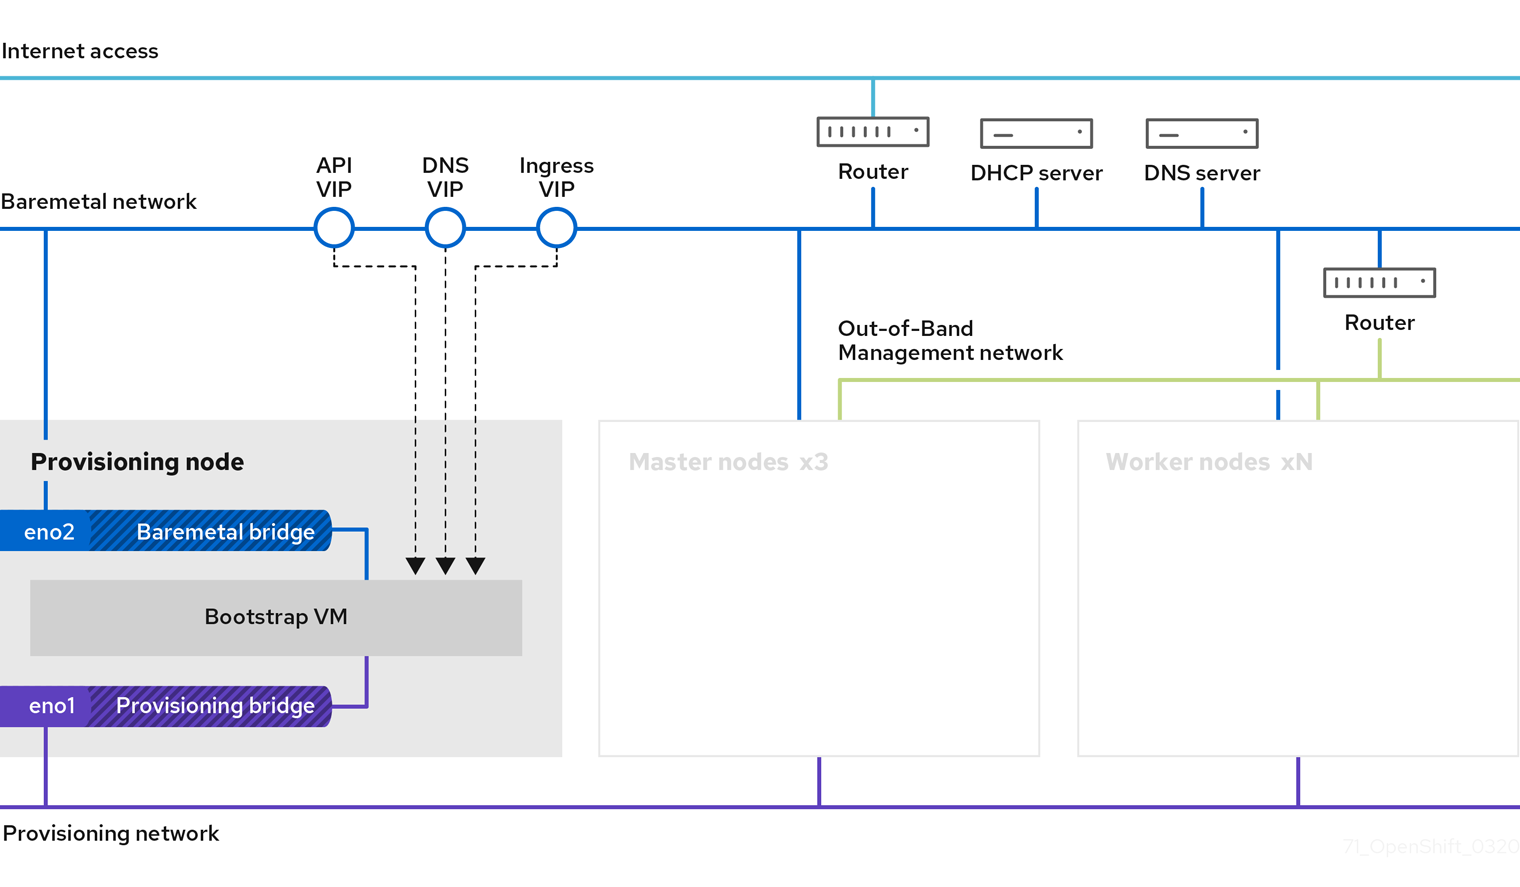 Internet access
API
VIP
DNS
VIP
Ingress
VIP
Router
DHCP server
DNS server
Baremetal network
Router
Out-of-Band
Management network
Provisioning node
Master nodes x3
Worker nodes xN
eno2
Baremetal bridge
Bootstrap VM
eno1
Provisioning bridge
Provisioning network
71_OpenShift_0320